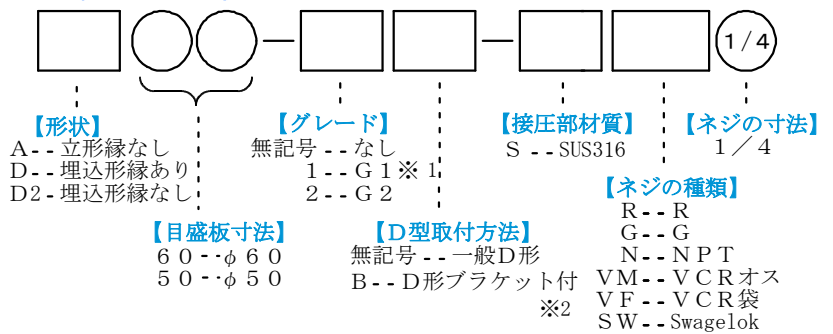 1/4
【形状】
A--立形縁なし
D--埋込形縁あり
D2-埋込形縁なし
【目盛板寸法】
60--φ60
50--φ50
【グレード】
無記号--なし
1--G1※1
2--G2
【D型取付方法】
無記号--一般D形
B--D形ブラケット付
※2
【接圧部材質】
S--SUS316
【ネジの種類】
R--R
G--G
N--NPT
VM--VCRオス
VF--VCR袋
SW--Swagelok
【ネジの寸法】
1／4